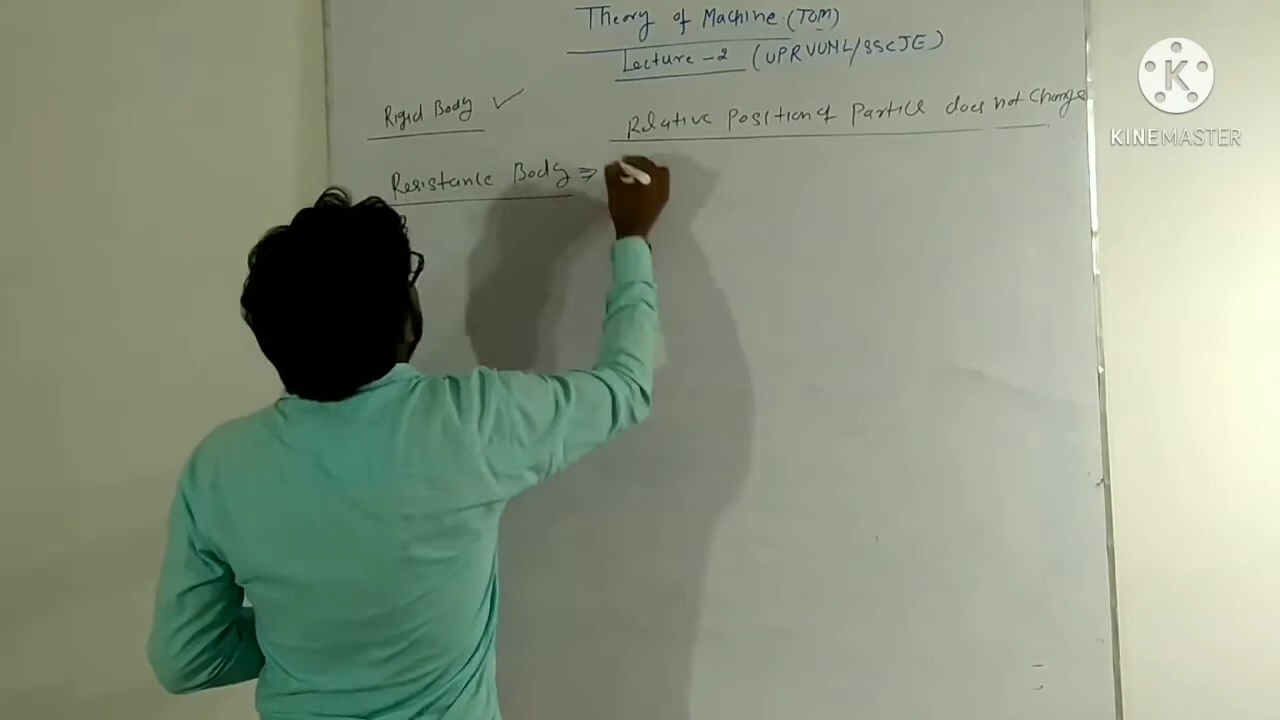 Theory of Machine (TOM)
Lecture-2 (UPRVUNL/SSCJE)
Rigid Body ✓
Relative Position of Particle does not Change
Resistance Body ⇒
K
KINEMASTER